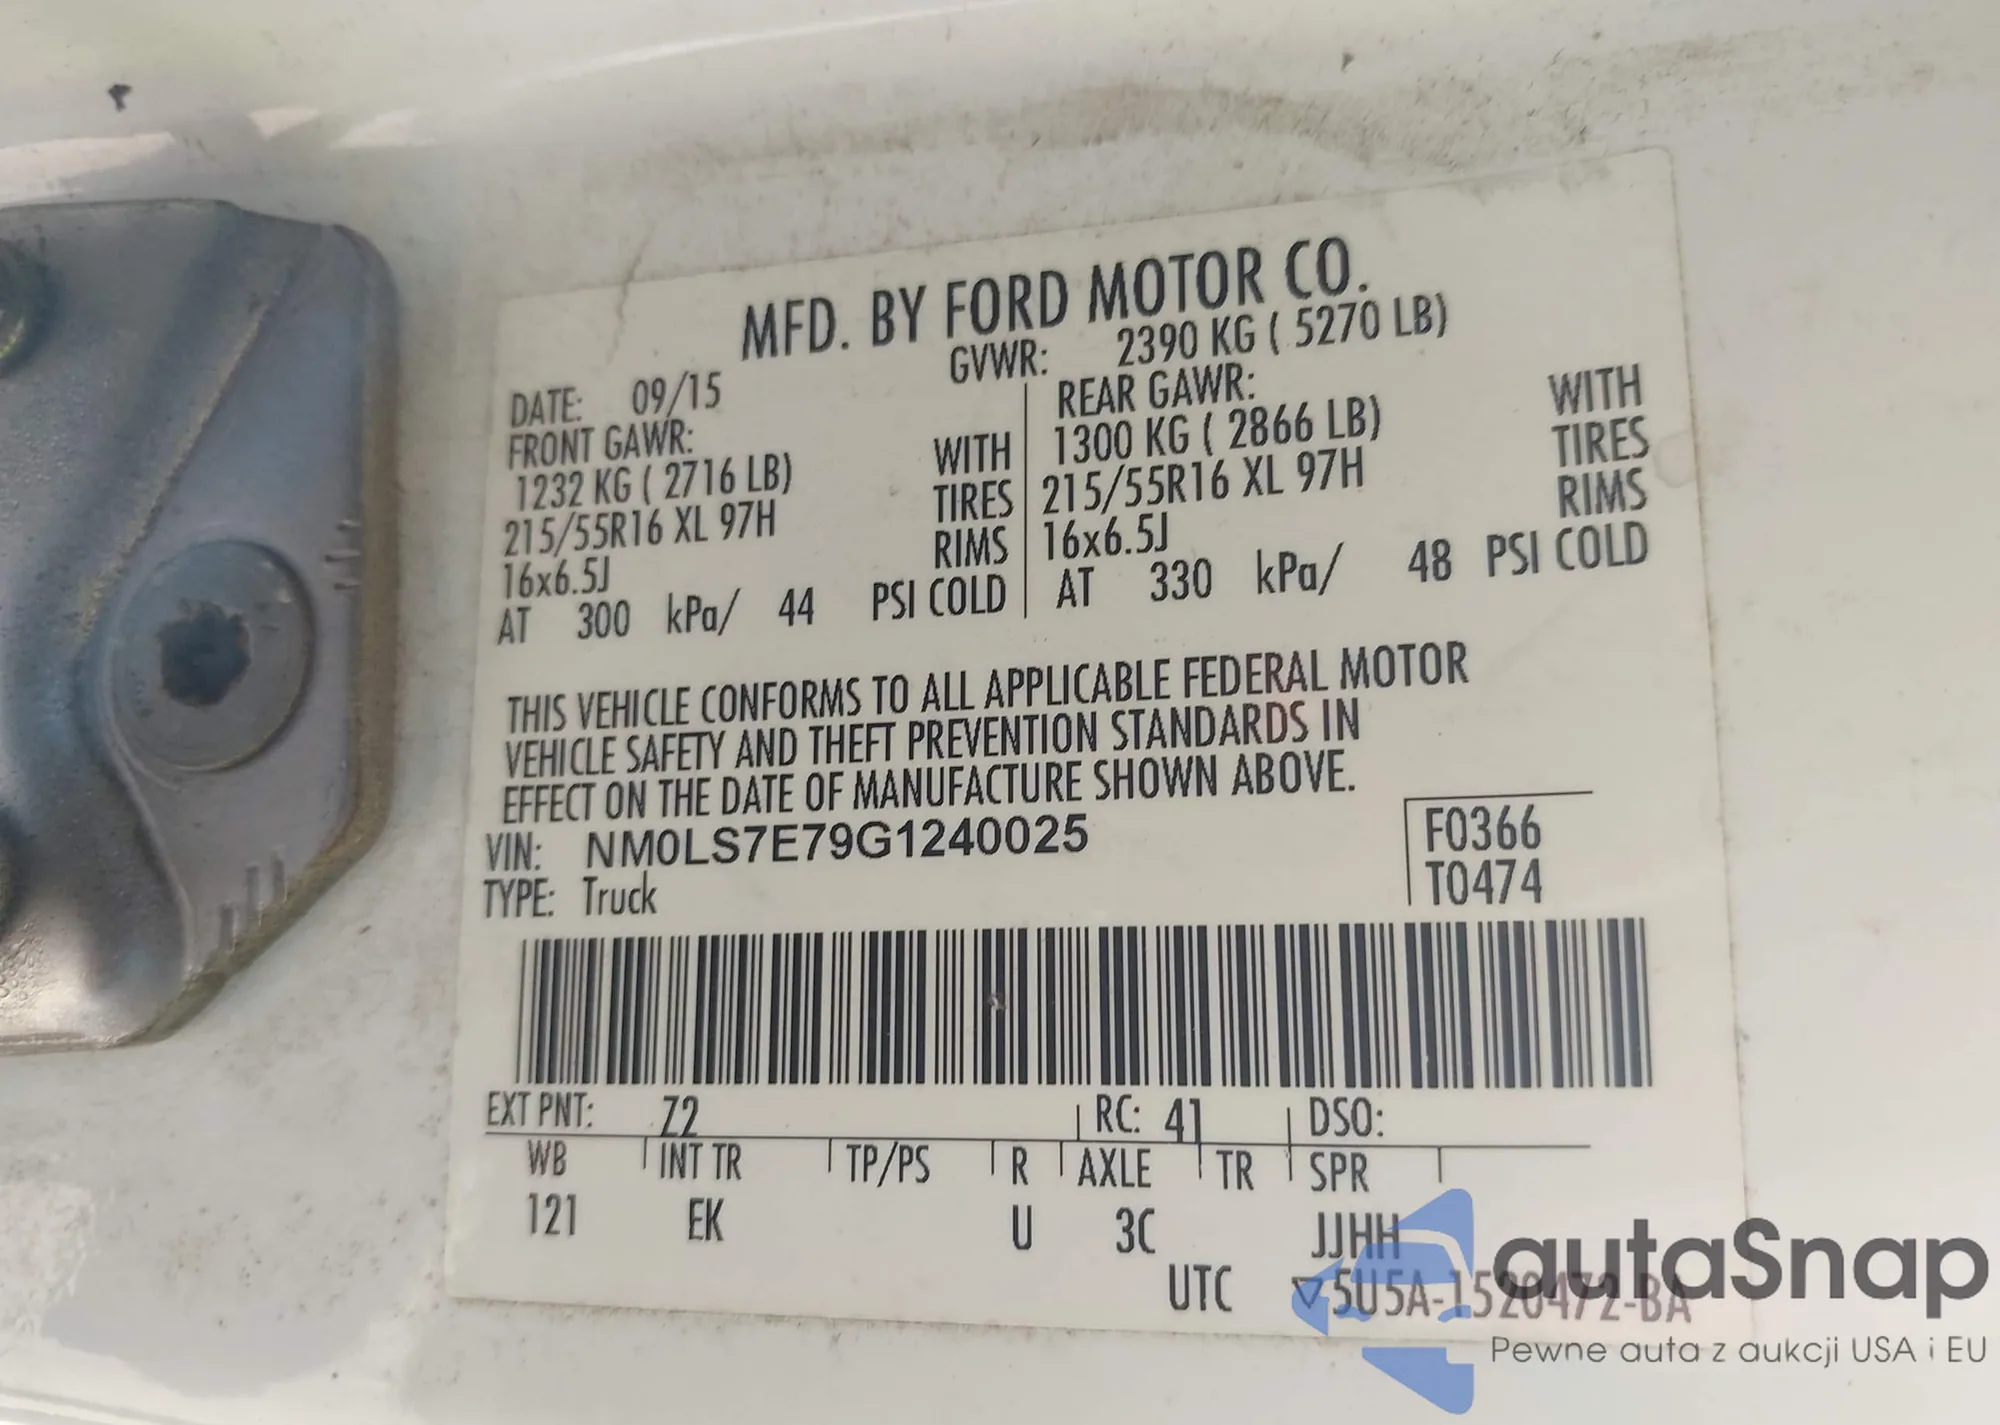 MFD. BY FORD MOTOR CO.
DATE: 09/15 GVWR: 2390 KG ( 5270 LB)
FRONT GAWR: REAR GAWR:
1232 KG ( 2716 LB) WITH 1300 KG ( 2866 LB) WITH
215/55R16 XL 97H TIRES 215/55R16 XL 97H TIRES
16x6.5J RIMS 16x6.5J RIMS
AT 300 kPa/ 44 PSI COLD AT 330 kPa/ 48 PSI COLD
THIS VEHICLE CONFORMS TO ALL APPLICABLE FEDERAL MOTOR
VEHICLE SAFETY AND THEFT PREVENTION STANDARDS IN
EFFECT ON THE DATE OF MANUFACTURE SHOWN ABOVE.
VIN: NM0LS7E79G1240025 F0366
TYPE: Truck T0474
EXT PNT: Z2 RC: 41 DSO:
WB INT TR TP/PS R AXLE TR SPR
121 EK U 3C JJHH
UTC ▽5U5A-1520472-BA
autoSnap
Pewne auta z aukcji USA i EU